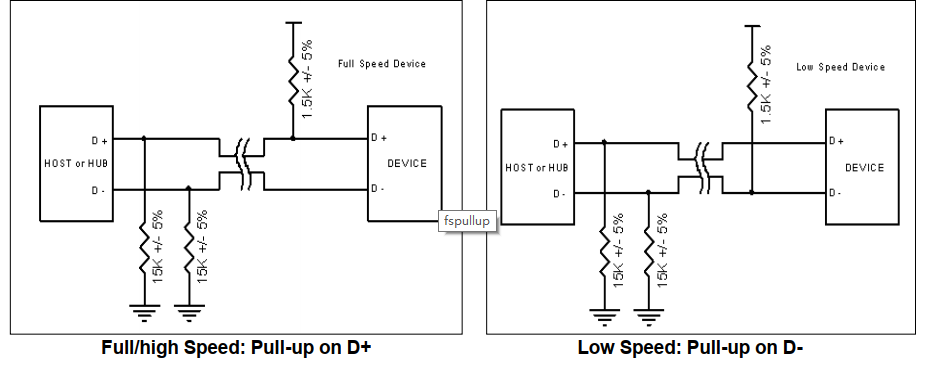 1.5K +/- 5%
Full Speed Device
D+
HOST or HUB
D-
D+
DEVICE
D-
15K +/- 5%
15K +/- 5%
fspullup
Full/high Speed: Pull-up on D+
1.5K +/- 5%
Low Speed Device
D+
HOST or HUB
D-
D+
DEVICE
D-
15K +/- 5%
15K +/- 5%
Low Speed: Pull-up on D-